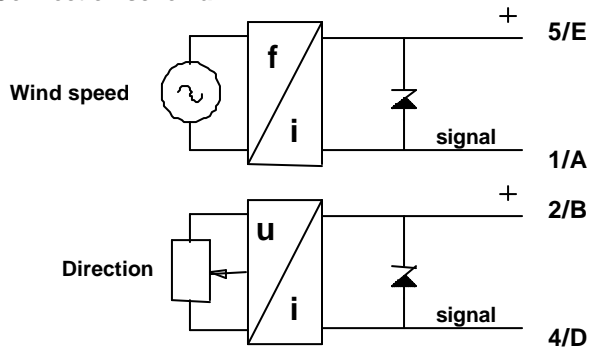 +
5/E
f
Wind speed
i
signal
1/A
+
2/B
u
Direction
i
signal
4/D